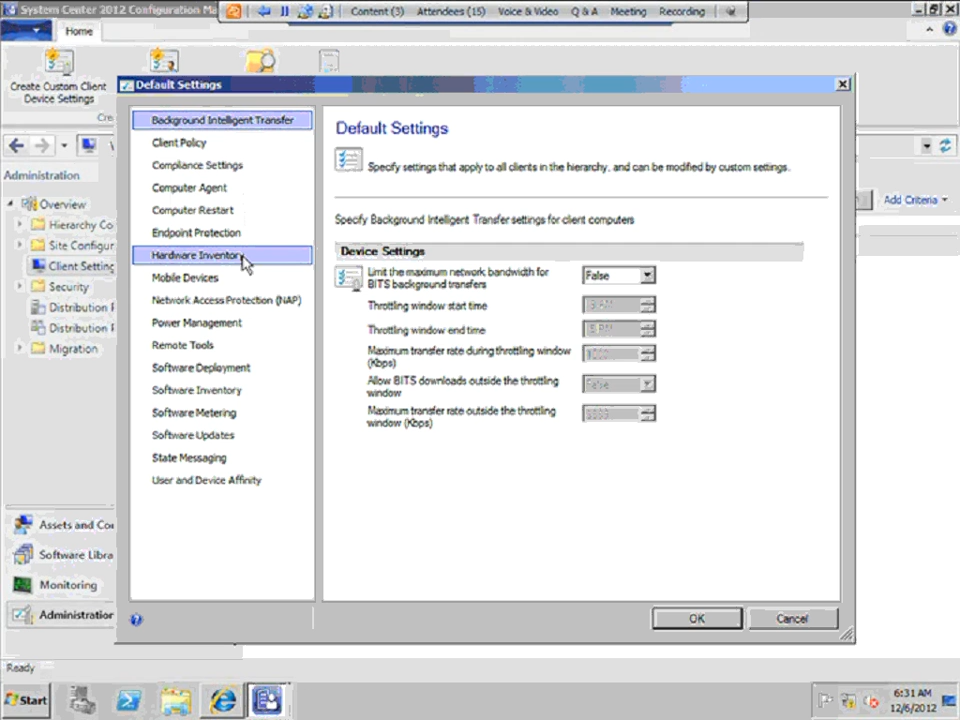 System Center 2012 Configuration Ma
Content (3) Attendees (15) Voice & Video Q & A Meeting Recording
Home
Create Custom Client
Device Settings
Cre
Default Settings
Administration
Overview
Hierarchy Co
Site Configur
Client Setting
Security
Distribution P
Distribution P
Migration
Add Criteria
Background Intelligent Transfer
Client Policy
Compliance Settings
Computer Agent
Computer Restart
Endpoint Protection
Hardware Inventory
Mobile Devices
Network Access Protection (NAP)
Power Management
Remote Tools
Software Deployment
Software Inventory
Software Metering
Software Updates
State Messaging
User and Device Affinity
Default Settings
Specify settings that apply to all clients in the hierarchy, and can be modified by custom settings.
Specify Background Intelligent Transfer settings for client computers
Device Settings
Limit the maximum network bandwidth for
BITS background transfers
False
Throttling window start time
Throttling window end time
Maximum transfer rate during throttling window
(Kbps)
Allow BITS downloads outside the throttling
window
False
Maximum transfer rate outside the throttling
window (Kbps)
Assets and Cor
Software Libra
Monitoring
Administration
OK
Cancel
Ready
Start
6:31 AM
12/6/2012